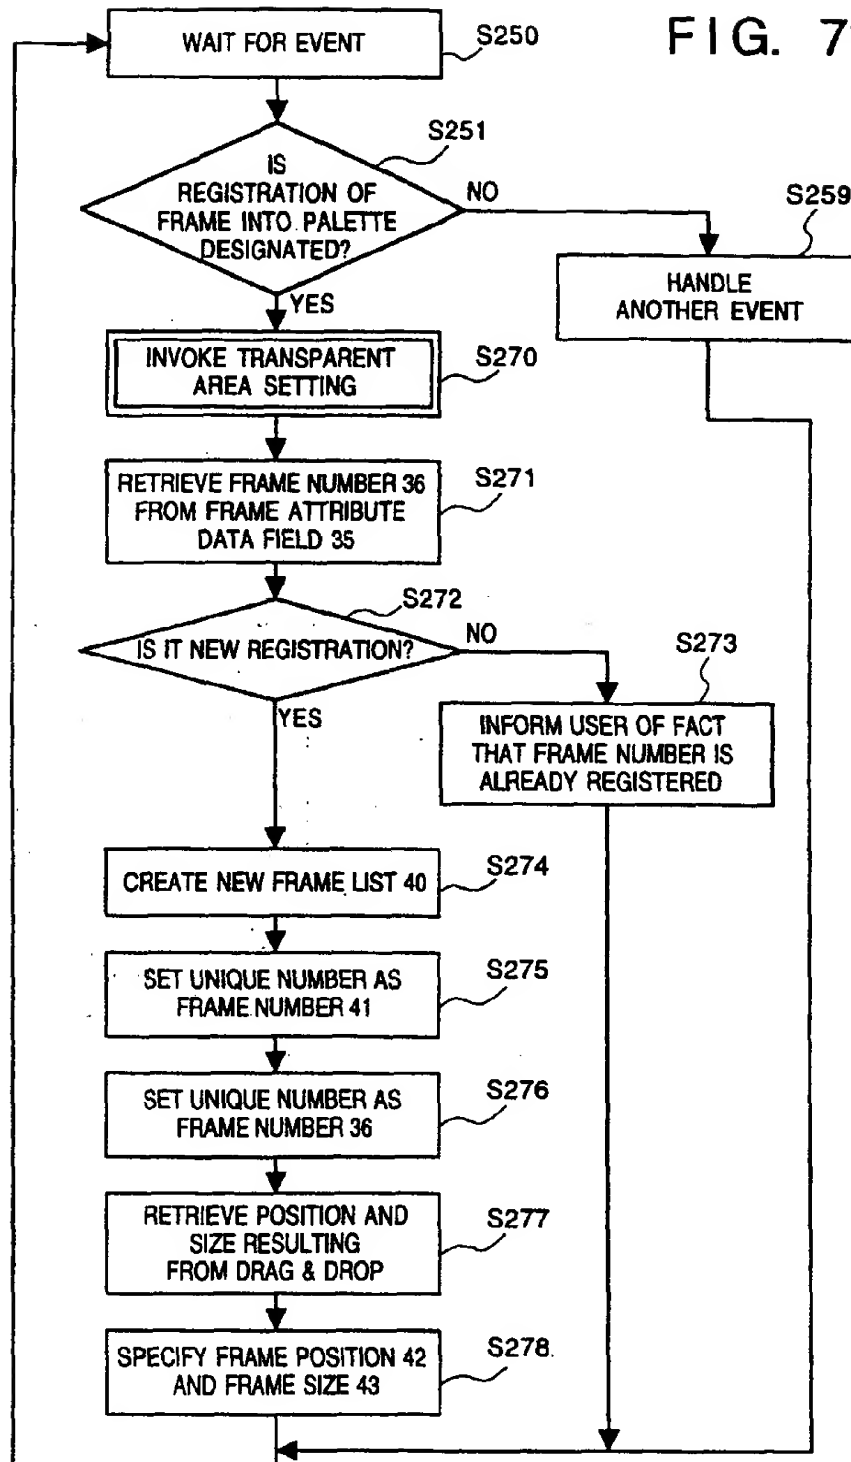 FIG. 7
WAIT FOR EVENT
S250
S251
IS
REGISTRATION OF
FRAME INTO PALETTE
DESIGNATED?
NO
YES
S259
HANDLE
ANOTHER EVENT
INVOKE TRANSPARENT
AREA SETTING
S270
RETRIEVE FRAME NUMBER 36
FROM FRAME ATTRIBUTE
DATA FIELD 35
S271
S272
IS IT NEW REGISTRATION?
NO
YES
S273
INFORM USER OF FACT
THAT FRAME NUMBER IS
ALREADY REGISTERED
CREATE NEW FRAME LIST 40
S274
SET UNIQUE NUMBER AS
FRAME NUMBER 41
S275
SET UNIQUE NUMBER AS
FRAME NUMBER 36
S276
RETRIEVE POSITION AND
SIZE RESULTING
FROM DRAG & DROP
S277
SPECIFY FRAME POSITION 42
AND FRAME SIZE 43
S278